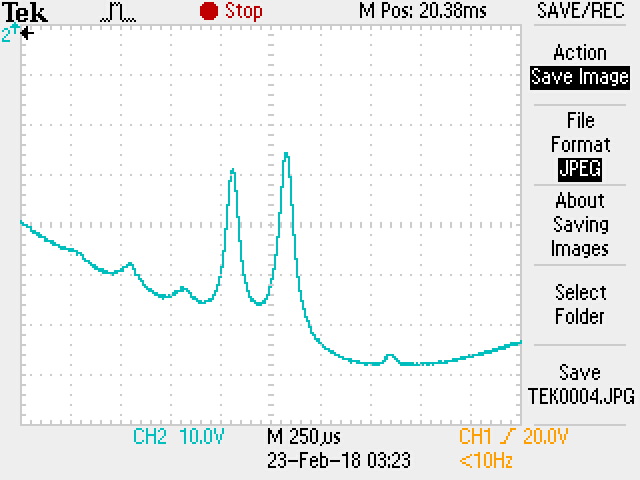 Tek Stop M Pos: 20.38ms SAVE/REC
2
Action
Save Image
File
Format
JPEG
About
Saving
Images
Select
Folder
Save
TEK0004.JPG
CH2 10.0V M 250µs CH1 20.0V
23-Feb-18 03:23 <10Hz